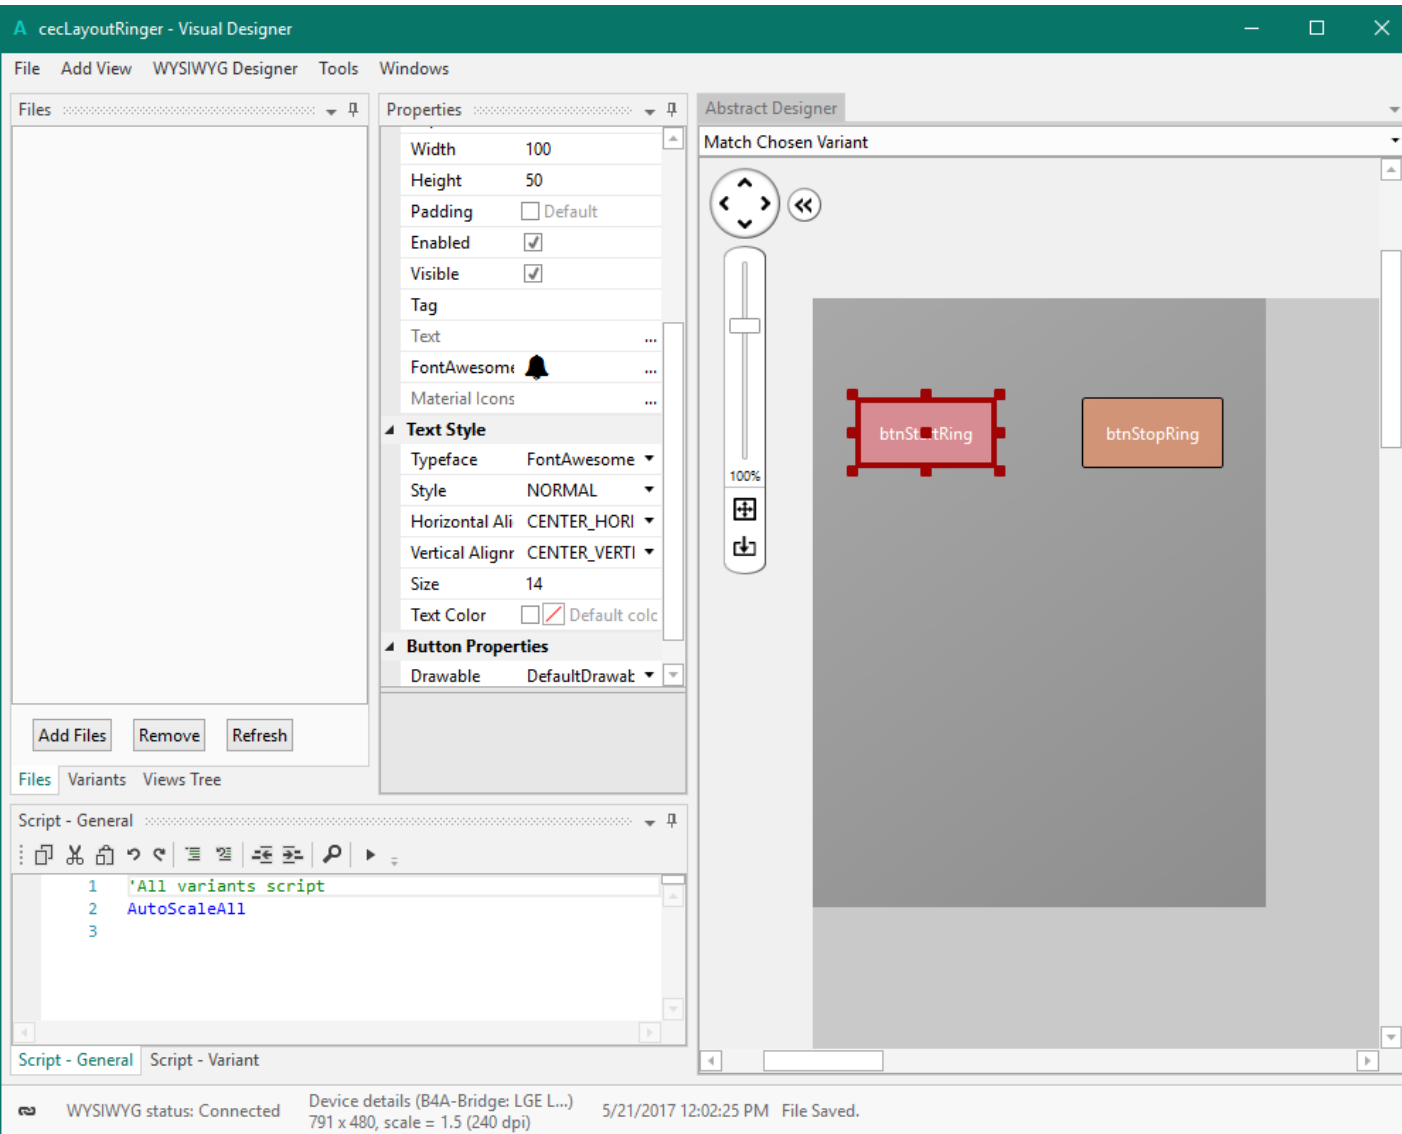 A cecLayoutRinger - Visual Designer
File Add View WYSIWYG Designer Tools Windows
Files
Add Files Remove Refresh
Files Variants Views Tree
Properties
Width 100
Height 50
Padding Default
Enabled
Visible
Tag
Text ...
FontAwesome ...
Material Icons ...
Text Style
Typeface FontAwesome
Style NORMAL
Horizontal Ali CENTER_HORI
Vertical Alignr CENTER_VERTI
Size 14
Text Color Default colc
Button Properties
Drawable DefaultDrawab
Abstract Designer
Match Chosen Variant
100%
btnSt tRing
btnStopRing
Script - General
1 'All variants script
2 AutoScaleAll
3
Script - General Script - Variant
WYSIWYG status: Connected
Device details (B4A-Bridge: LGE L...)
791 x 480, scale = 1.5 (240 dpi)
5/21/2017 12:02:25 PM File Saved.